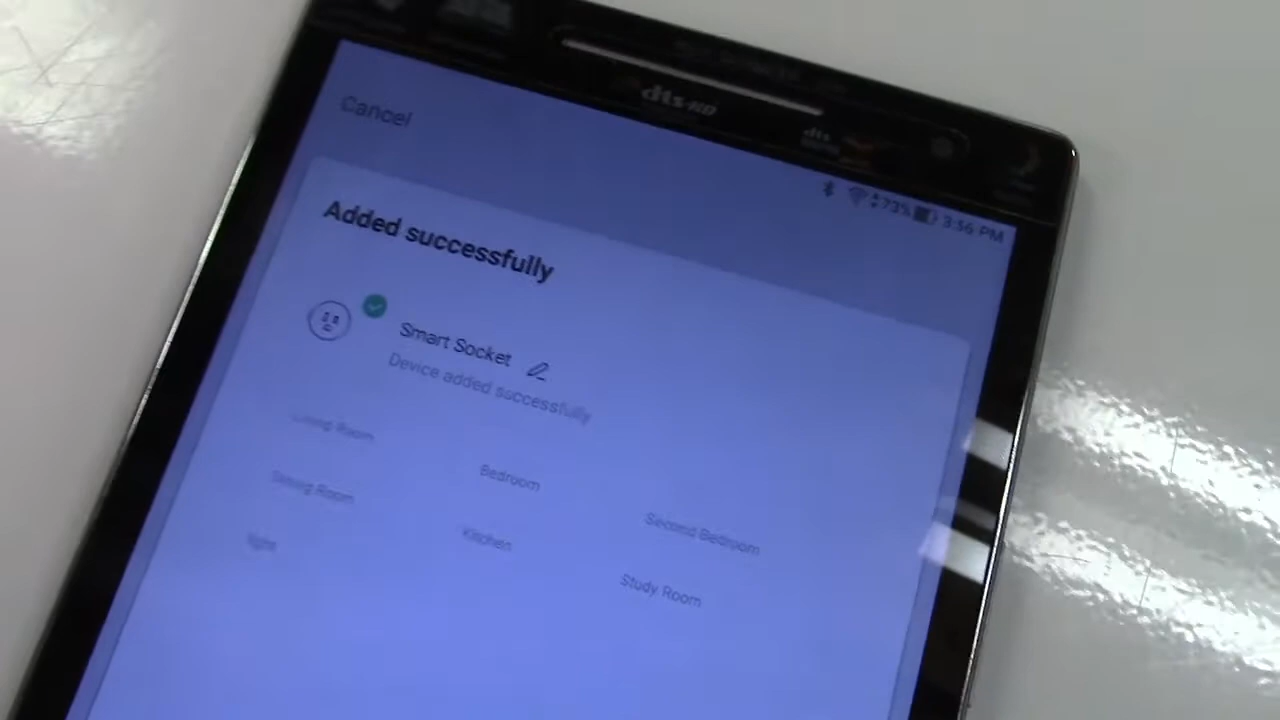 dts-HD
73% 3:56 PM
Cancel
Added successfully
Smart Socket
Device added successfully
Living Room
Bedroom
Second Bedroom
Dining Room
Kitchen
Study Room